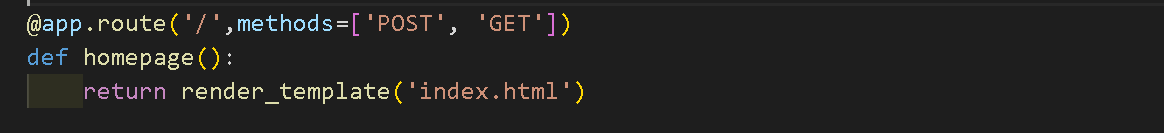 @app.route('/',methods=['POST', 'GET'])
def homepage():
    return render_template('index.html')